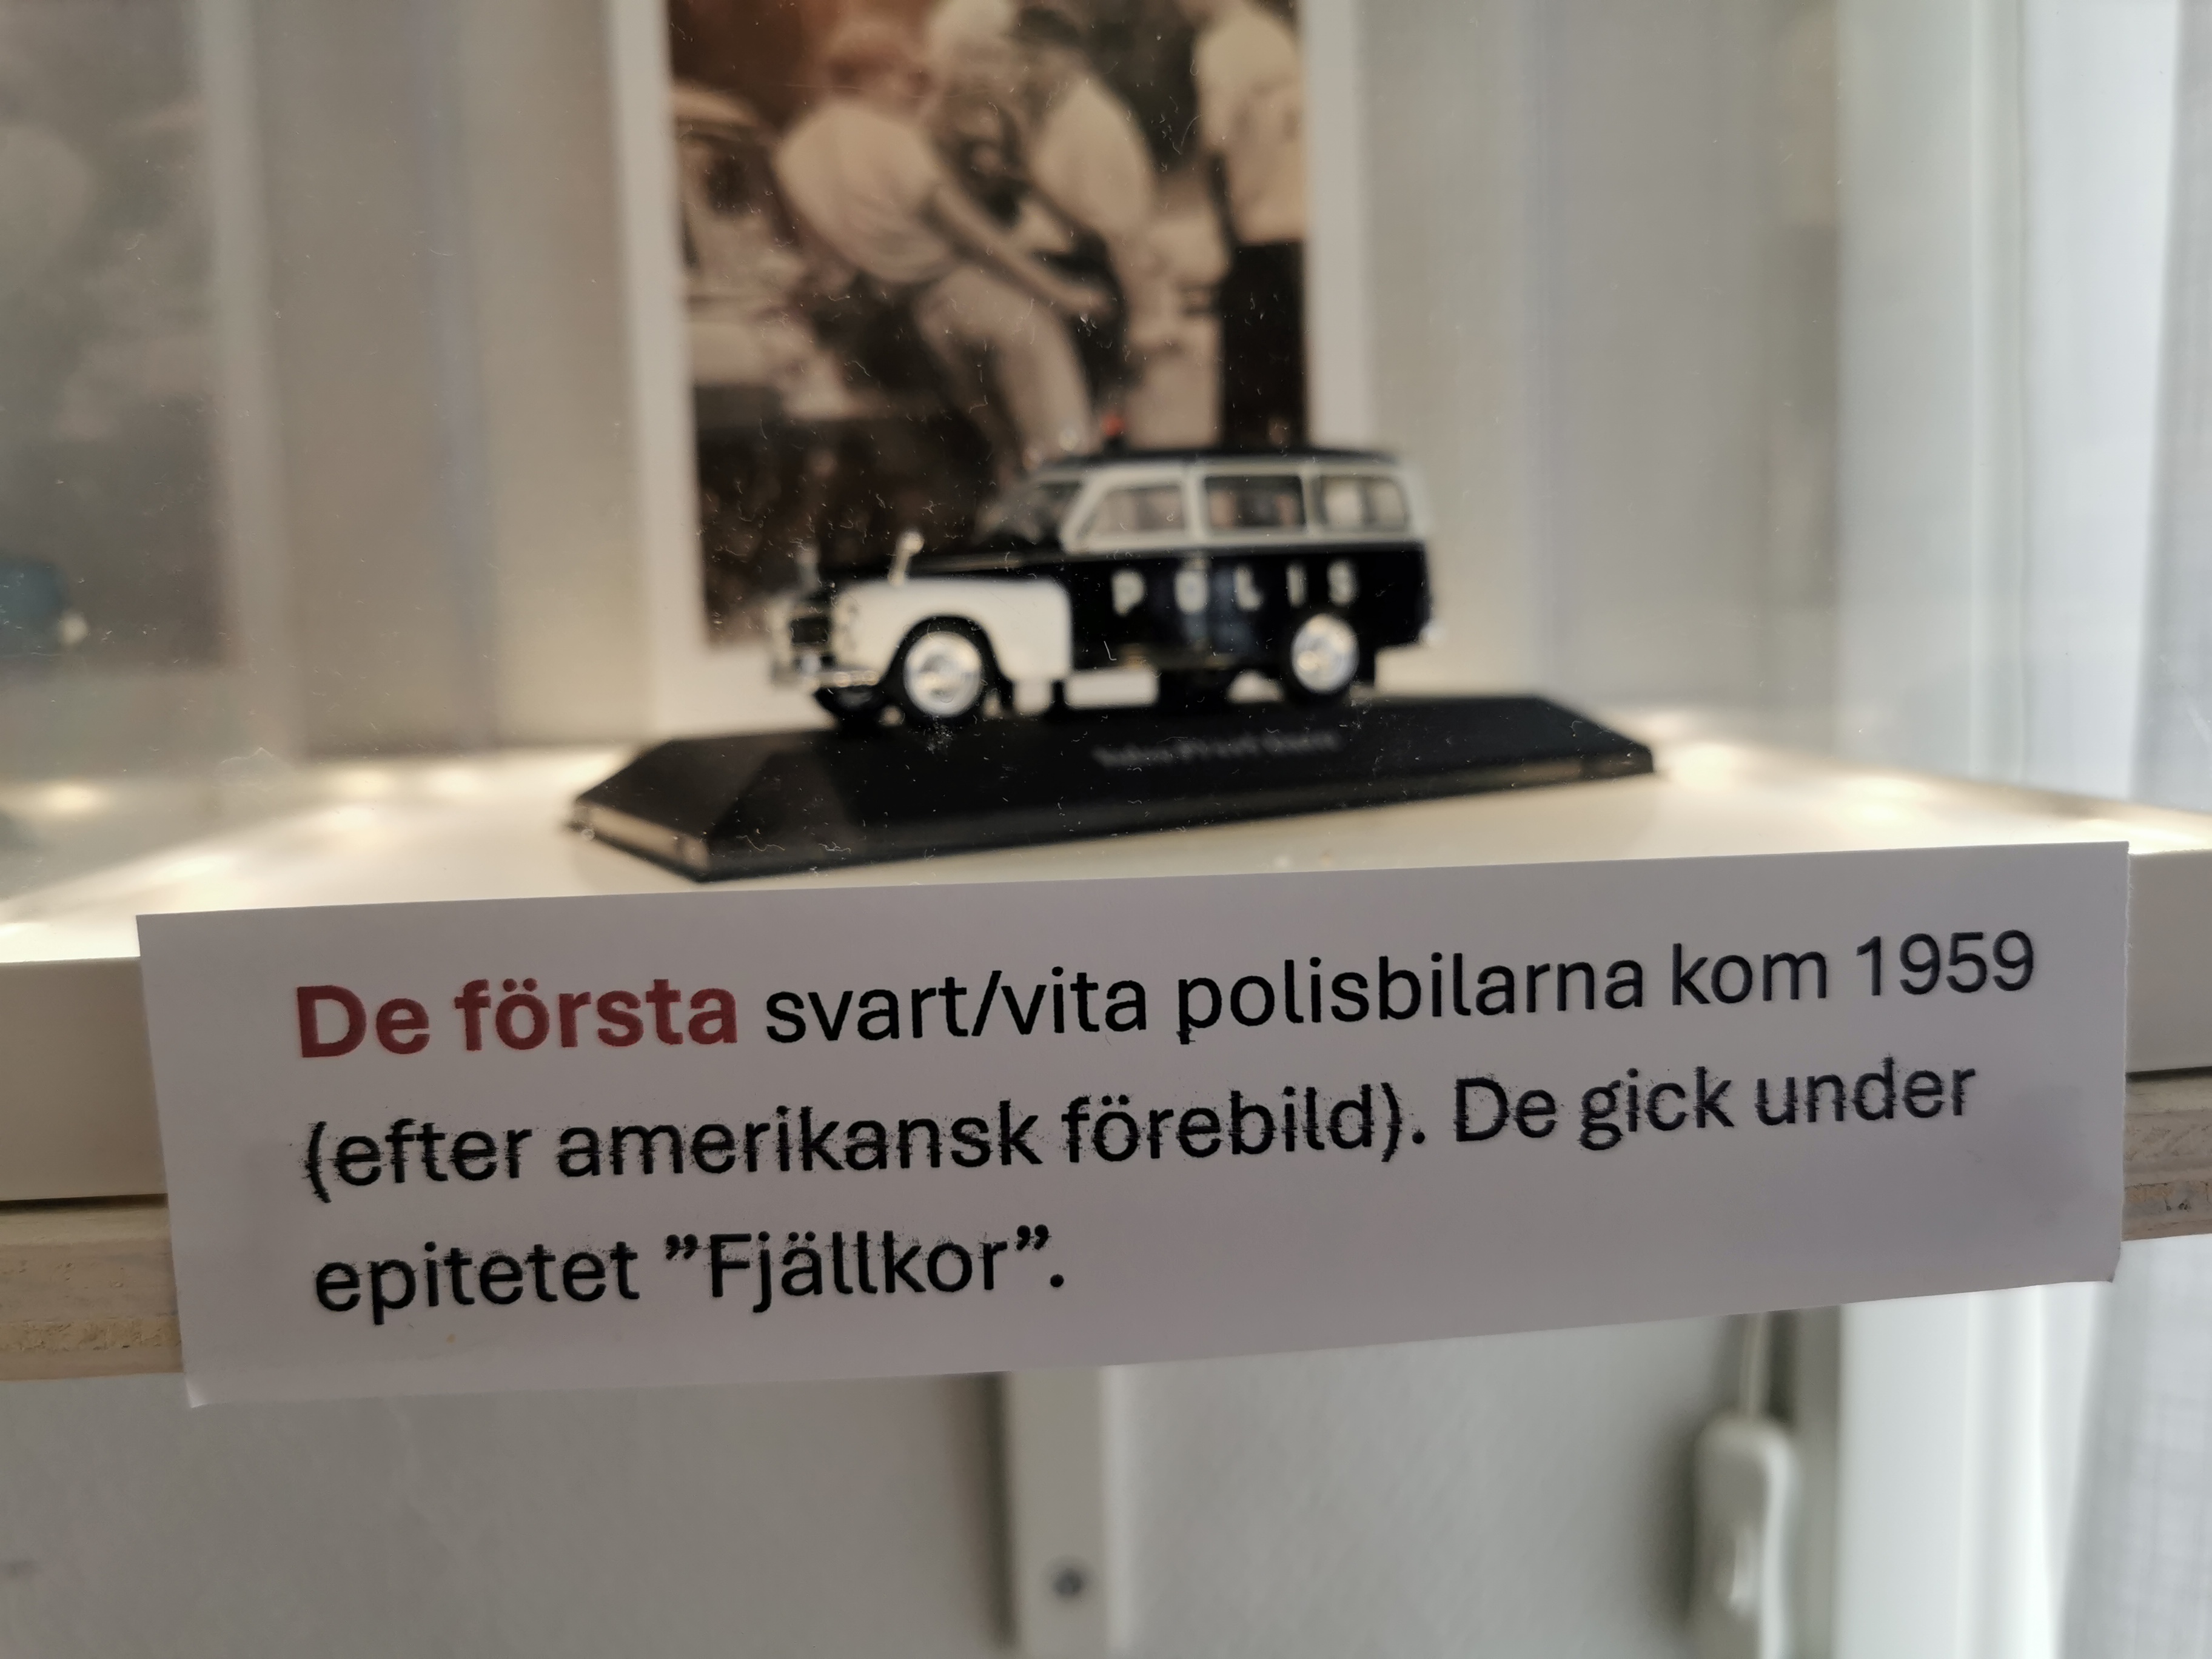 POLIS
De första svart/vita polisbilarna kom 1959
(efter amerikansk förebild). De gick under
epitetet ”Fjällkor”.